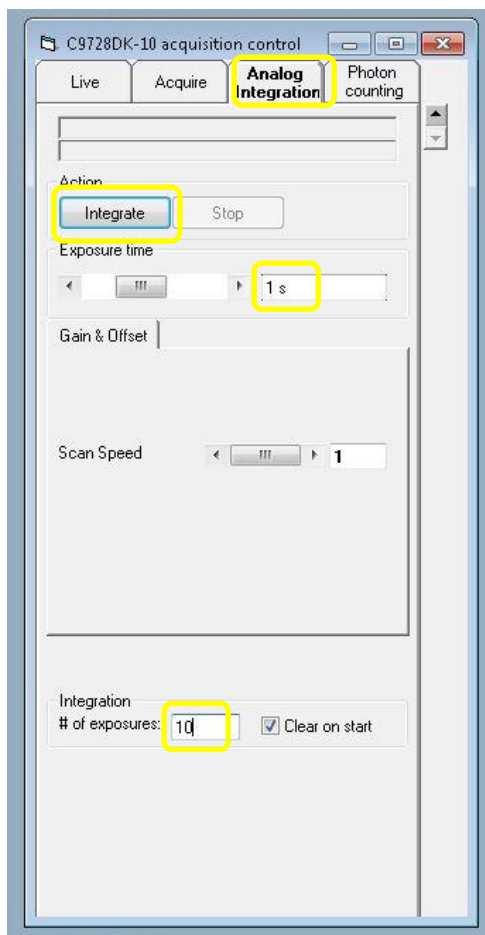 C9728DK-10 acquisition control
Live
Acquire
Analog
Integration
Photon
counting
Action
Integrate
Stop
Exposure time
1 s
Gain & Offset
Scan Speed
1
Integration
# of exposures:
10
Clear on start